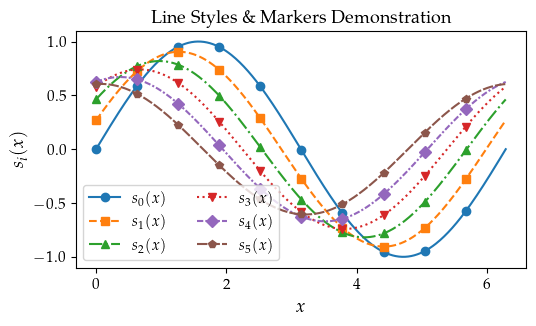 Line Styles & Markers Demonstration
1.0
0.5
0.0
−0.5
−1.0
s_i(x)
s_0(x)
s_1(x)
s_2(x)
s_3(x)
s_4(x)
s_5(x)
0 2 4 6
x